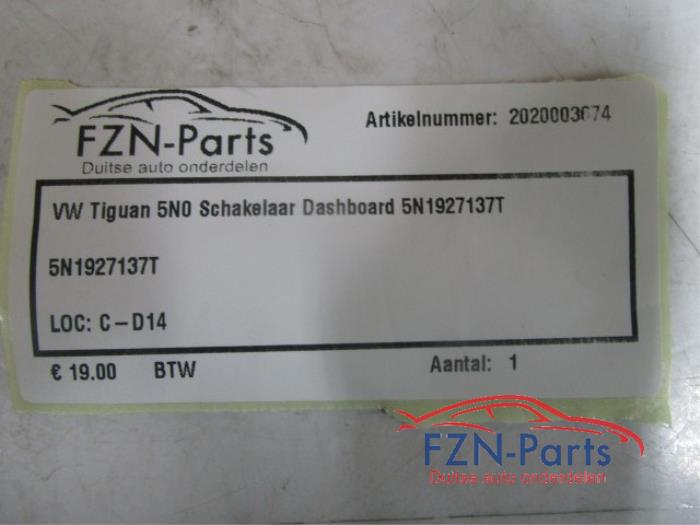 FZN-Parts
Duitse auto onderdelen
Artikelnummer: 2020003674
VW Tiguan 5N0 Schakelaar Dashboard 5N1927137T
5N1927137T
LOC: C-D14
€ 19.00 BTW
Aantal: 1
FZN-Parts
Duitse auto onderdelen